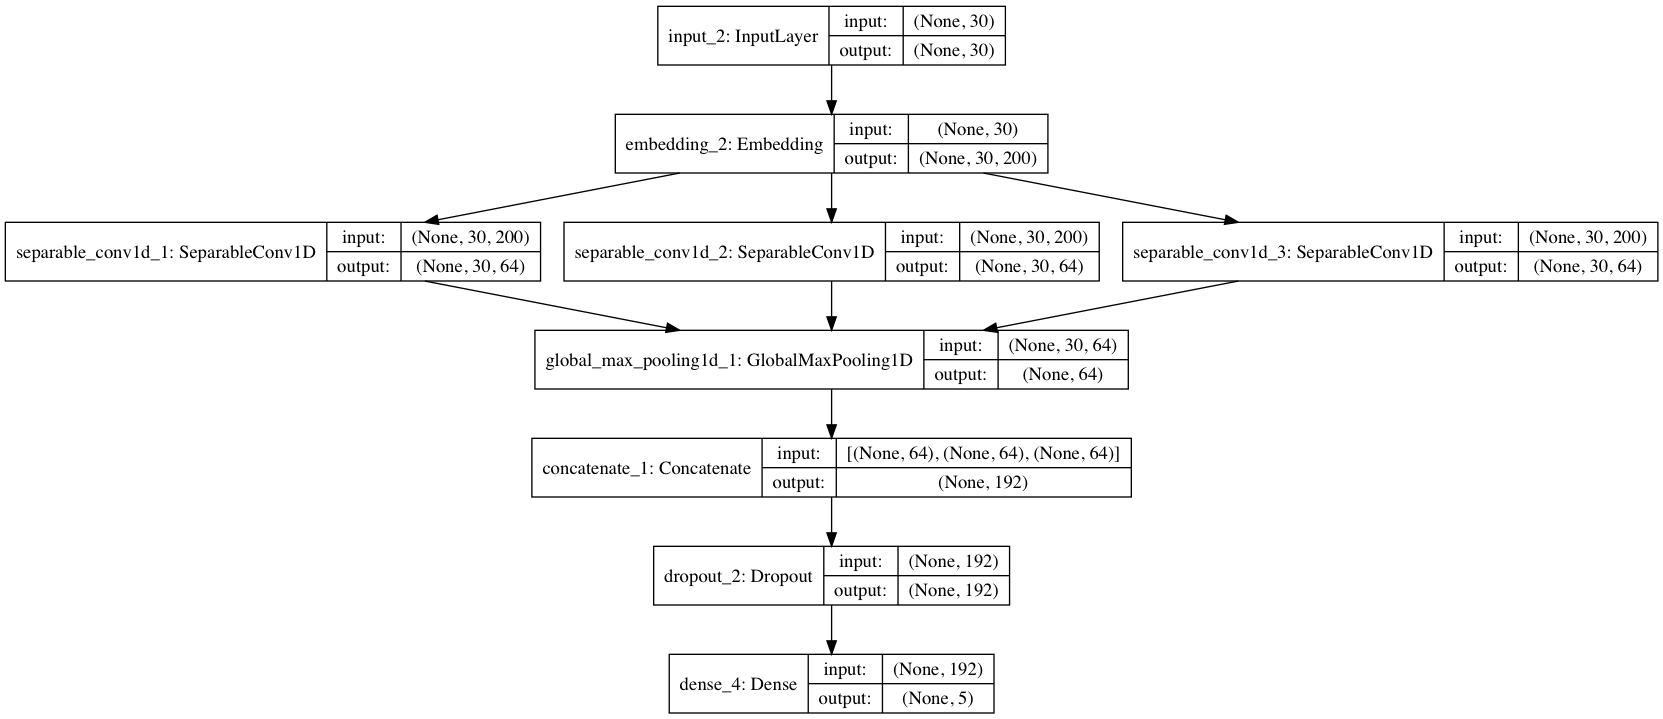 input_2: InputLayer
input: (None, 30)
output: (None, 30)
embedding_2: Embedding
input: (None, 30)
output: (None, 30, 200)
separable_conv1d_1: SeparableConv1D
input: (None, 30, 200)
output: (None, 30, 64)
separable_conv1d_2: SeparableConv1D
input: (None, 30, 200)
output: (None, 30, 64)
separable_conv1d_3: SeparableConv1D
input: (None, 30, 200)
output: (None, 30, 64)
global_max_pooling1d_1: GlobalMaxPooling1D
input: (None, 30, 64)
output: (None, 64)
concatenate_1: Concatenate
input: [(None, 64), (None, 64), (None, 64)]
output: (None, 192)
dropout_2: Dropout
input: (None, 192)
output: (None, 192)
dense_4: Dense
input: (None, 192)
output: (None, 5)